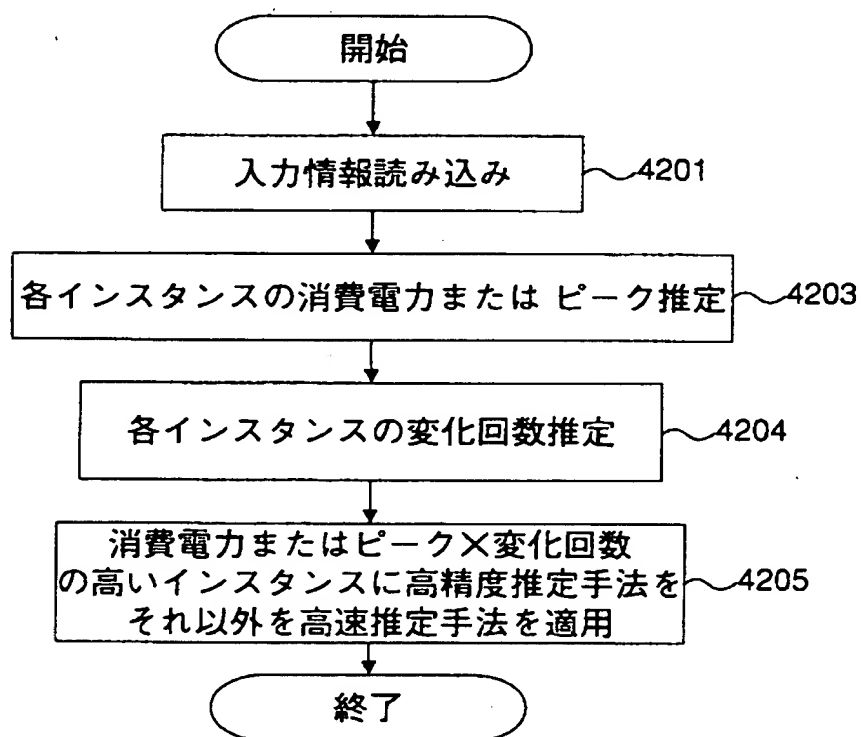 開始
入力情報読み込み
4201
各インスタンスの消費電力または ピーク推定
4203
各インスタンスの変化回数推定
4204
消費電力またはピーク×変化回数
の高いインスタンスに高精度推定手法を
それ以外を高速推定手法を適用
4205
終了